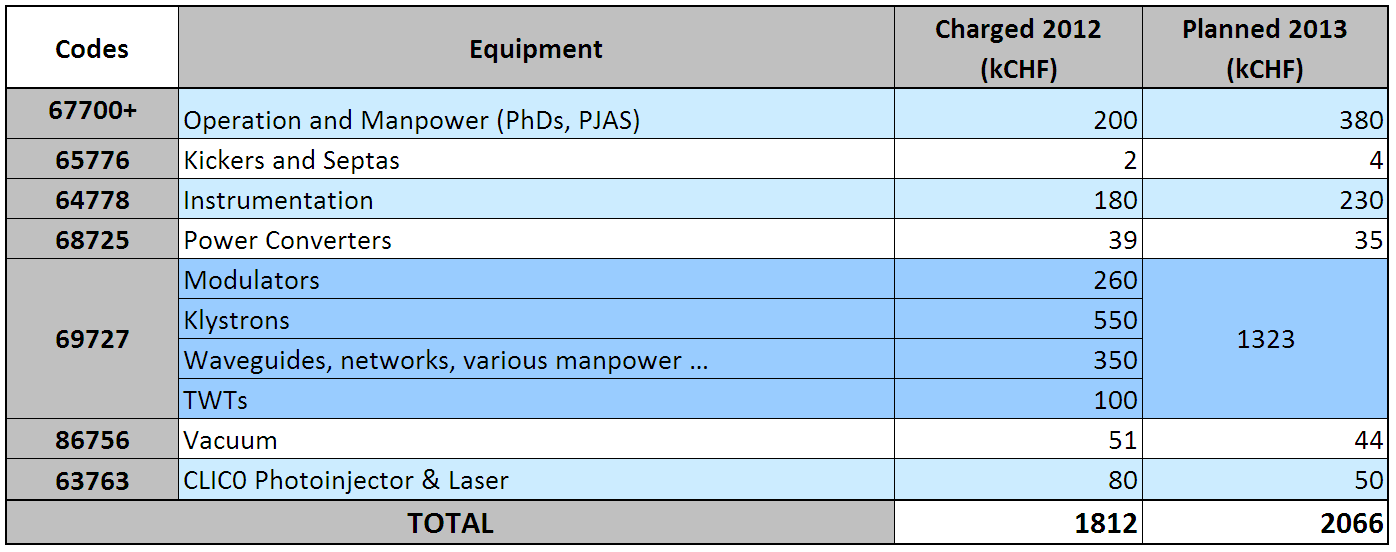 Codes Equipment Charged 2012 (kCHF) Planned 2013 (kCHF)
67700+ Operation and Manpower (PhDs, PJAS) 200 380
65776 Kickers and Septas 2 4
64778 Instrumentation 180 230
68725 Power Converters 39 35
69727 Modulators 260 1323
Klystrons 550
Waveguides, networks, various manpower ... 350
TWTs 100
86756 Vacuum 51 44
63763 CLIC0 Photoinjector & Laser 80 50
TOTAL 1812 2066